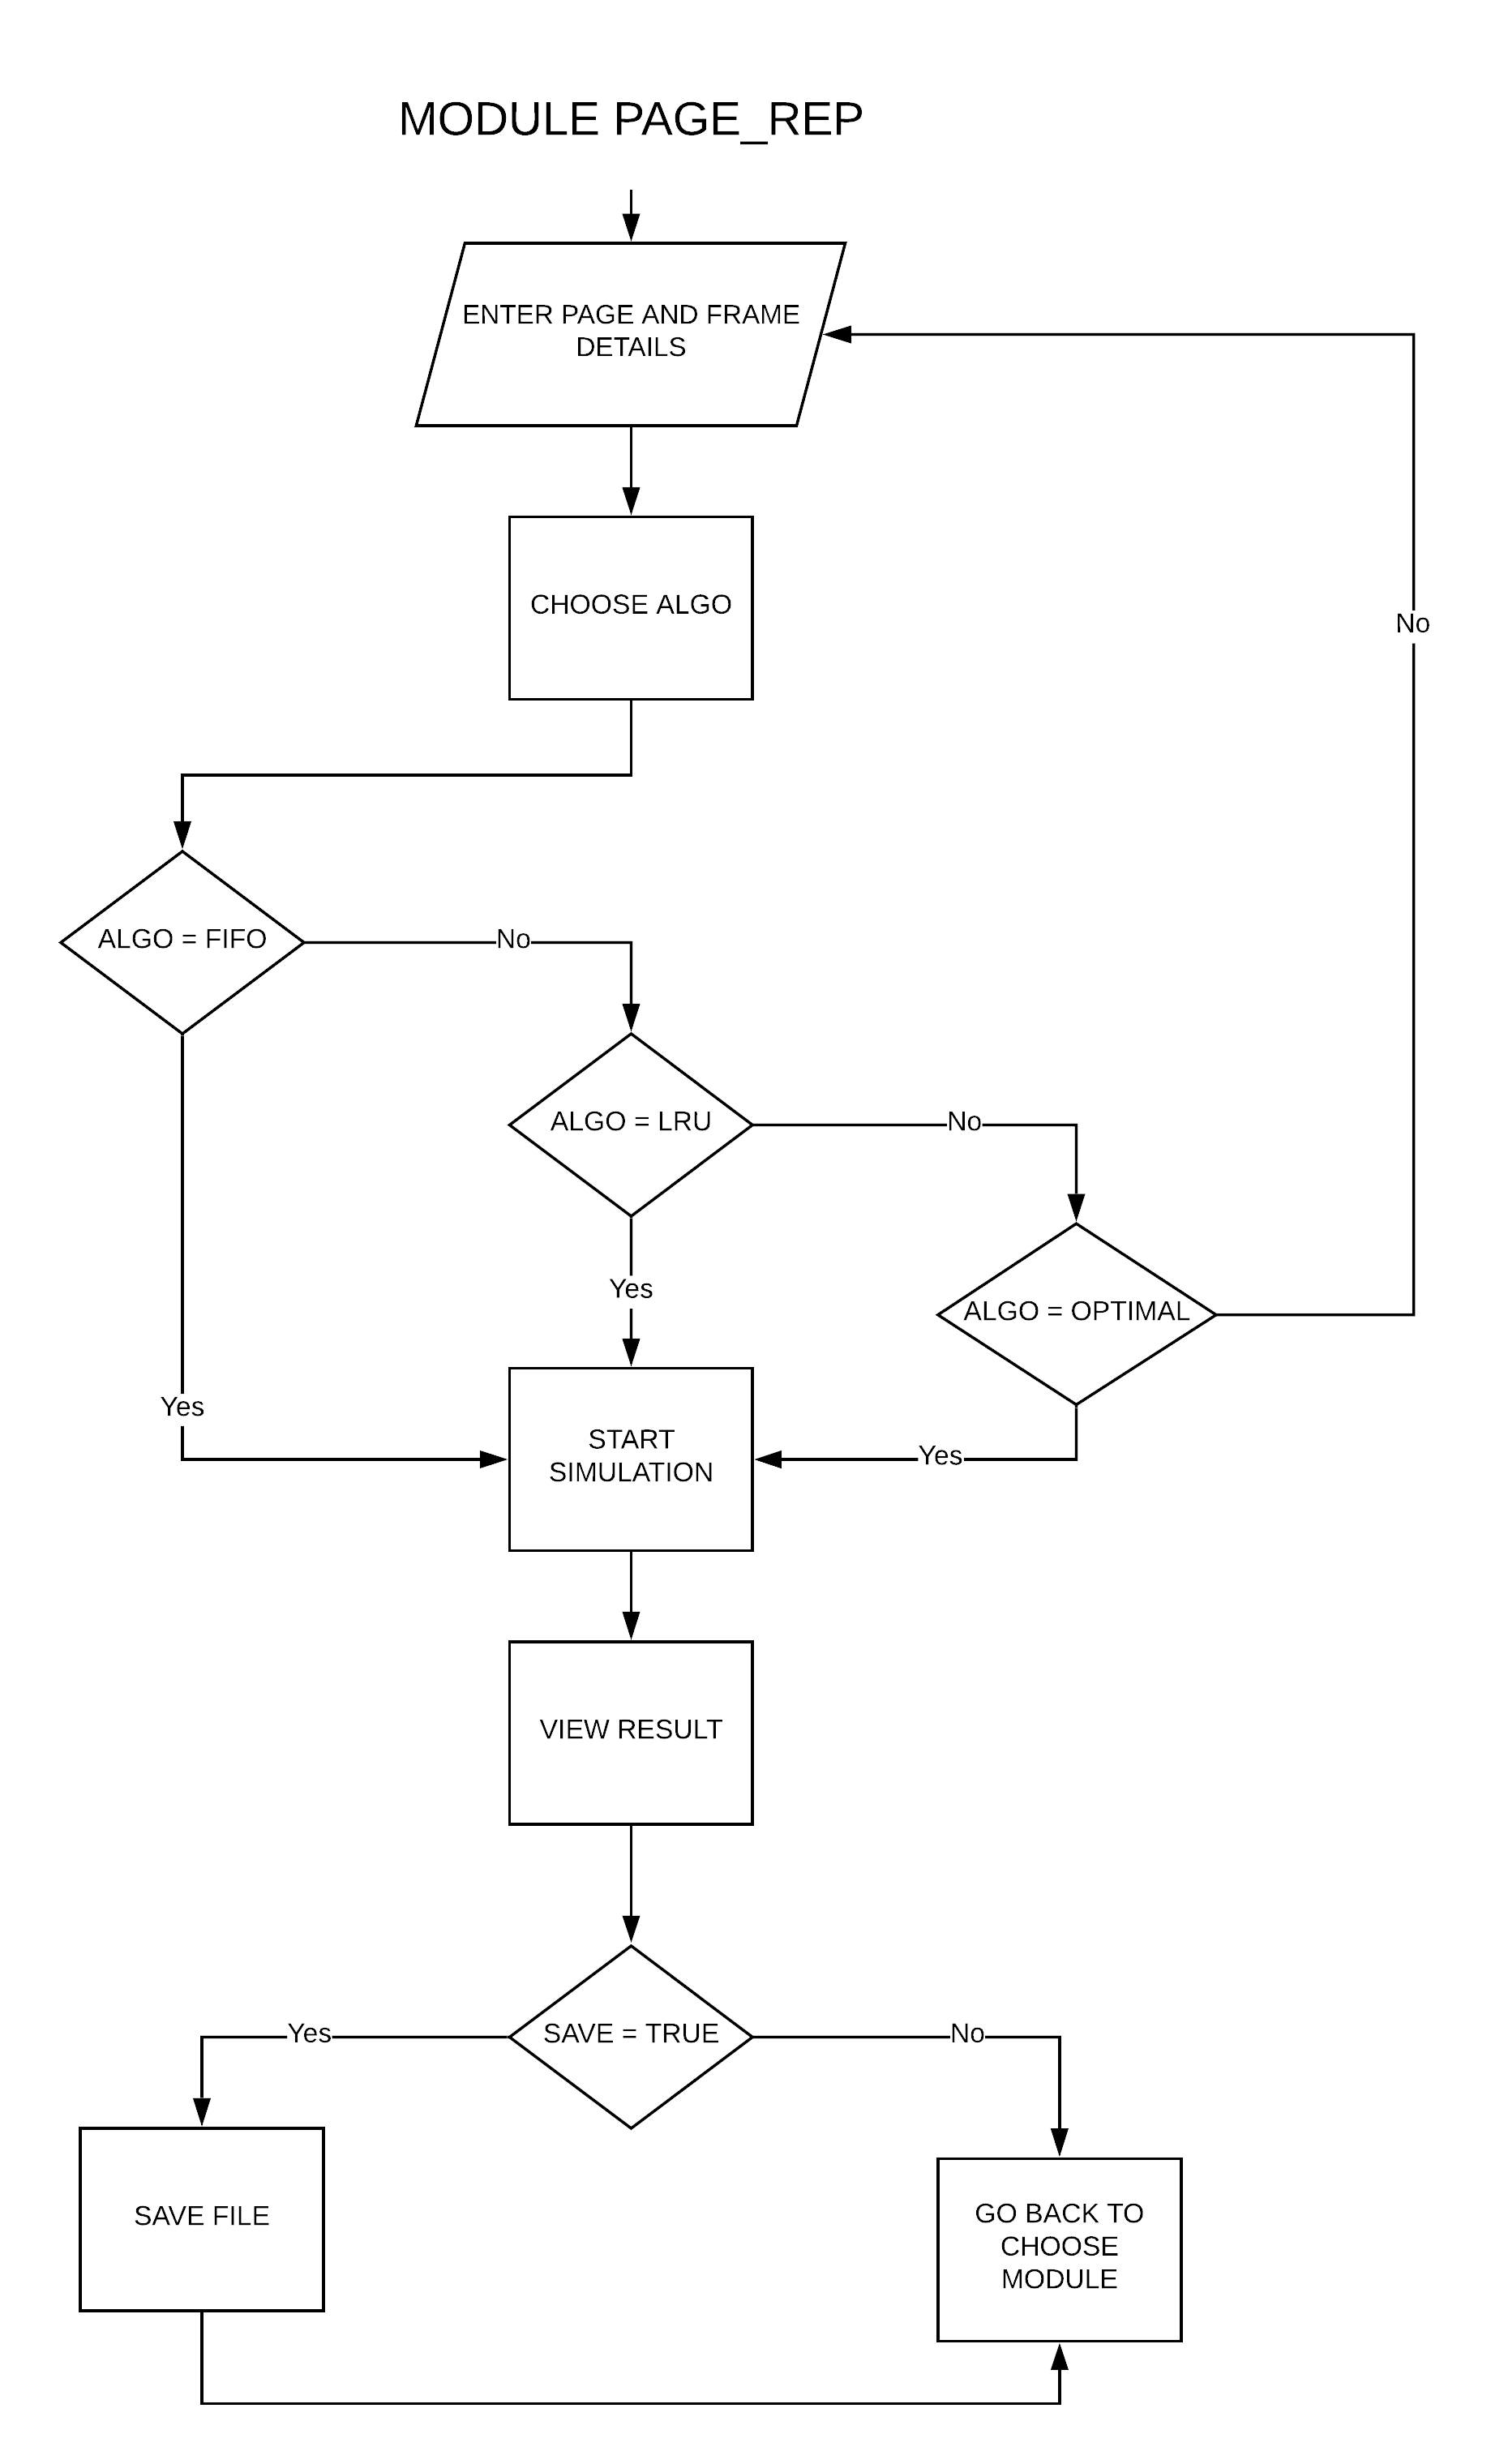 MODULE PAGE_REP
ENTER PAGE AND FRAME
DETAILS
CHOOSE ALGO
No
ALGO = FIFO
No
ALGO = LRU
No
Yes
ALGO = OPTIMAL
Yes
START
SIMULATION
Yes
VIEW RESULT
SAVE = TRUE
Yes
No
SAVE FILE
GO BACK TO
CHOOSE
MODULE